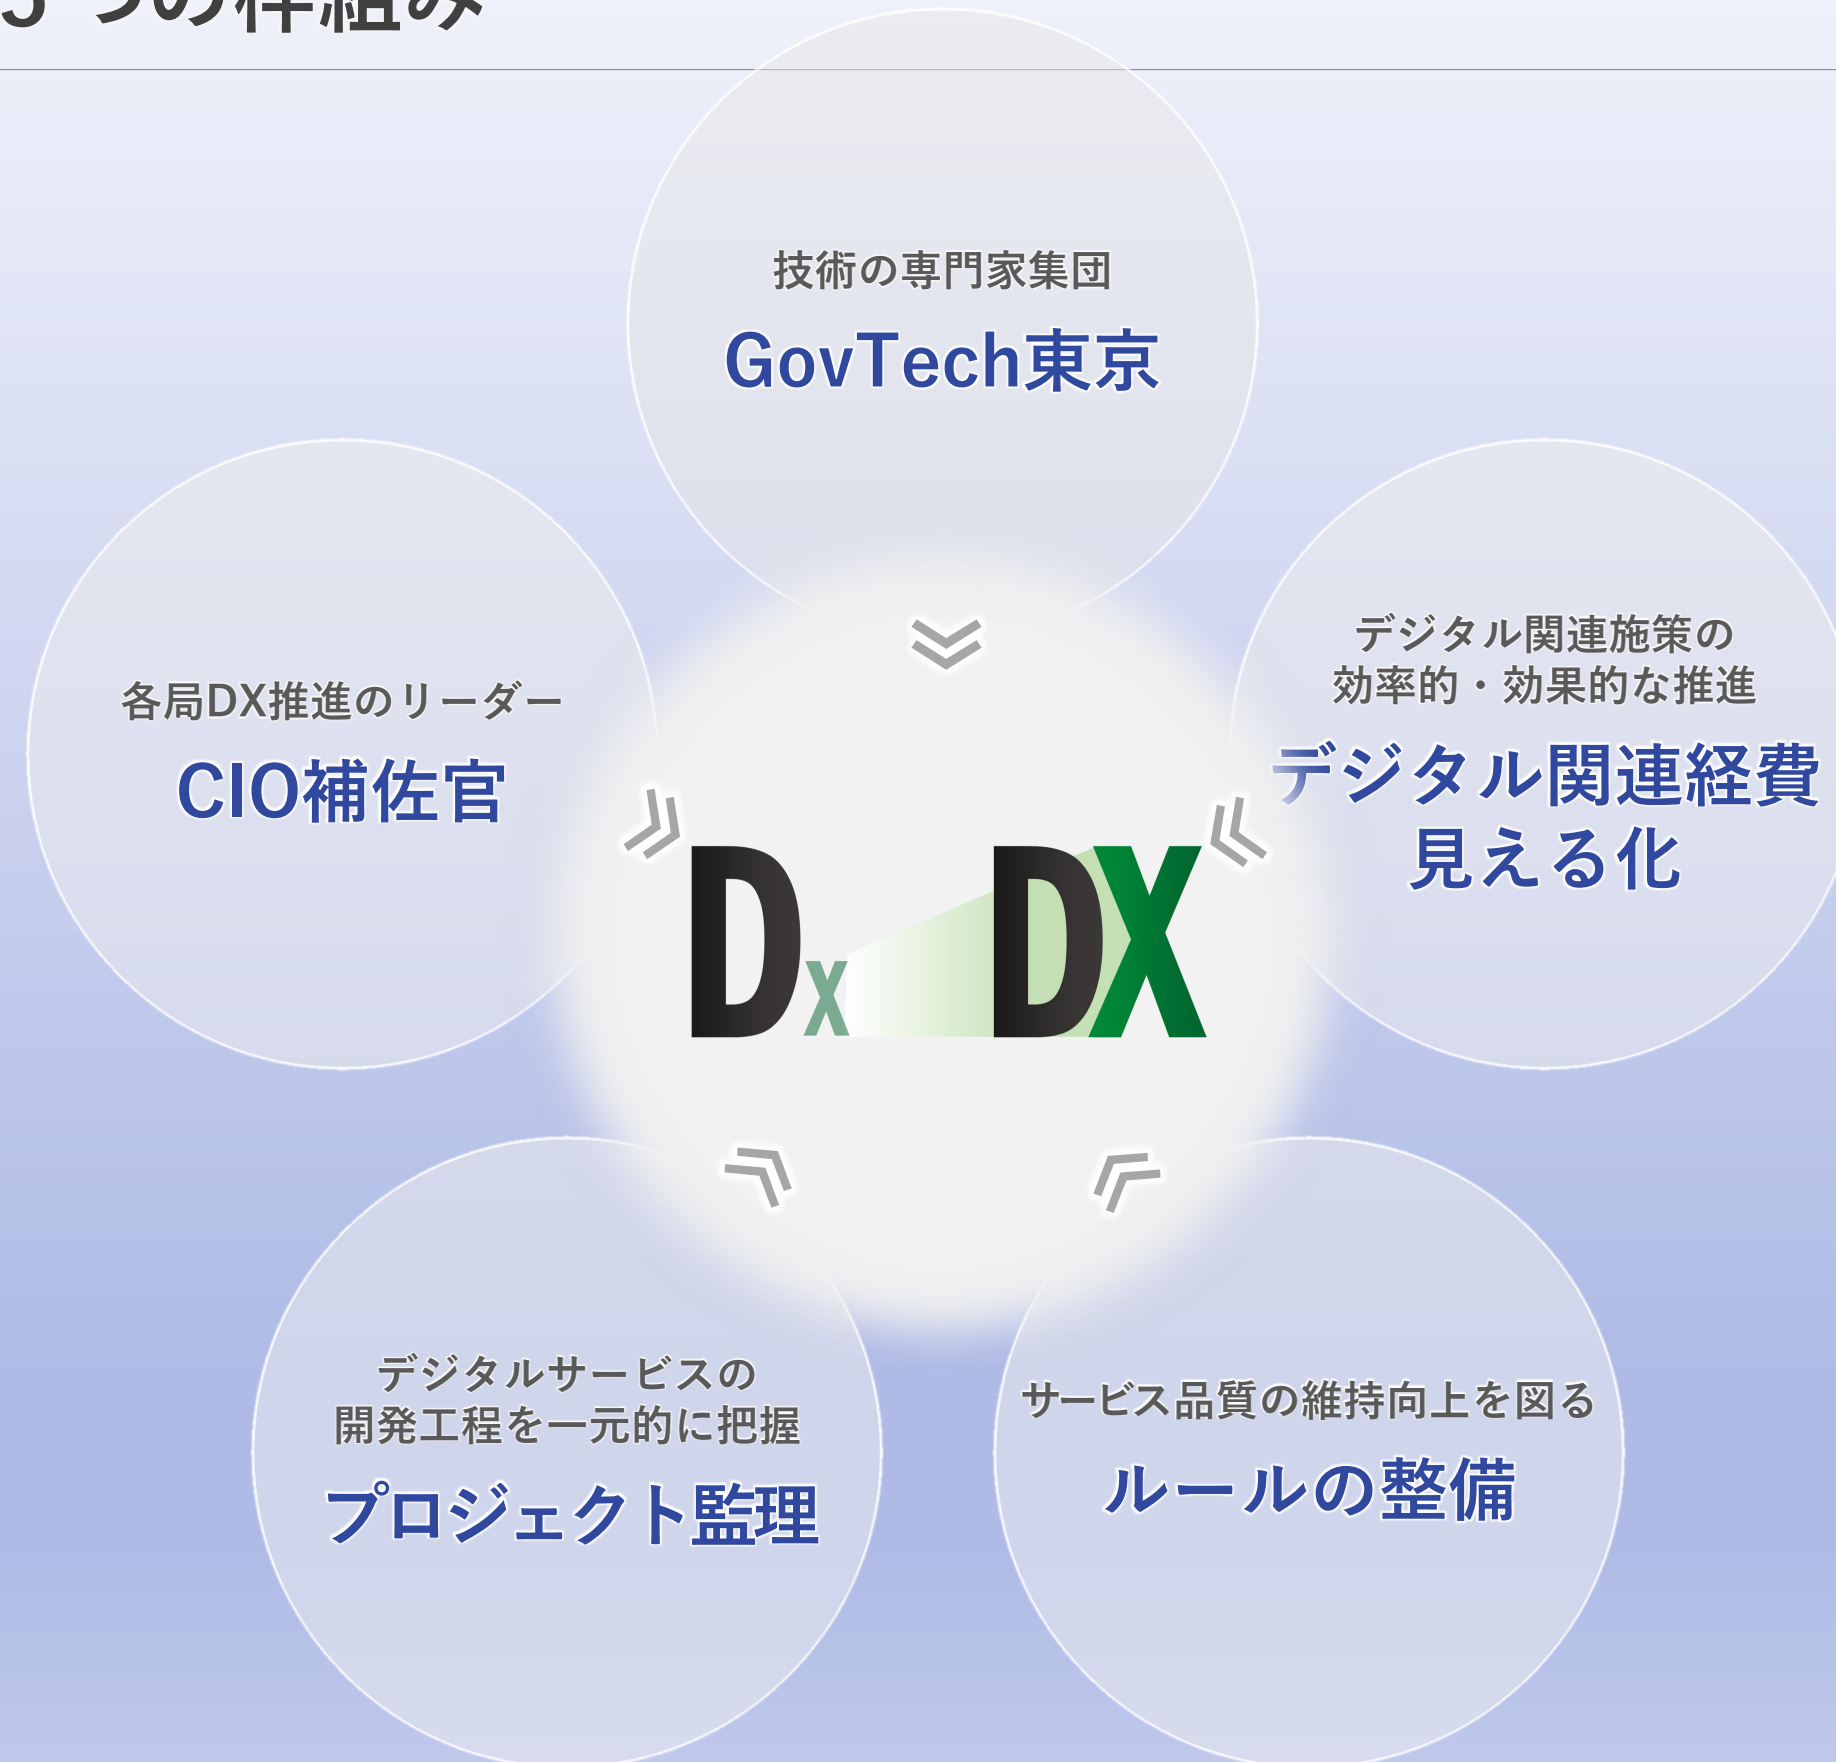 5つの枠組み
技術の専門家集団
GovTech東京
各局DX推進のリーダー
CIO補佐官
デジタル関連施策の
効率的・効果的な推進
デジタル関連経費
見える化
Dx DX
デジタルサービスの
開発工程を一元的に把握
プロジェクト監理
サービス品質の維持向上を図る
ルールの整備